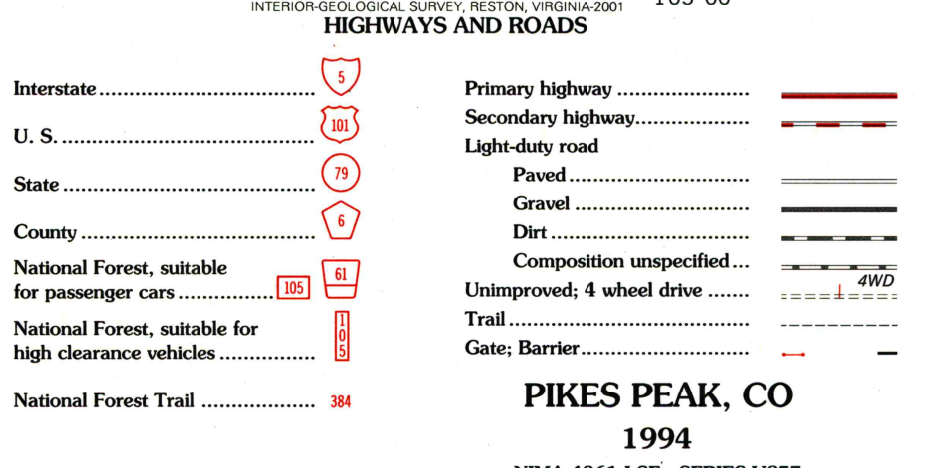 INTERIOR-GEOLOGICAL SURVEY, RESTON, VIRGINIA-2001
HIGHWAYS AND ROADS
Interstate ........ 5
U. S. ........ 101
State ........ 79
County ........ 6
National Forest, suitable
for passenger cars ........ 105 61
National Forest, suitable for
high clearance vehicles ........ 105
National Forest Trail ........ 384
Primary highway ........
Secondary highway ........
Light-duty road
Paved ........
Gravel ........
Dirt ........
Composition unspecified ...
4WD
Unimproved; 4 wheel drive ........
Trail ........
Gate; Barrier ........
PIKES PEAK, CO
1994